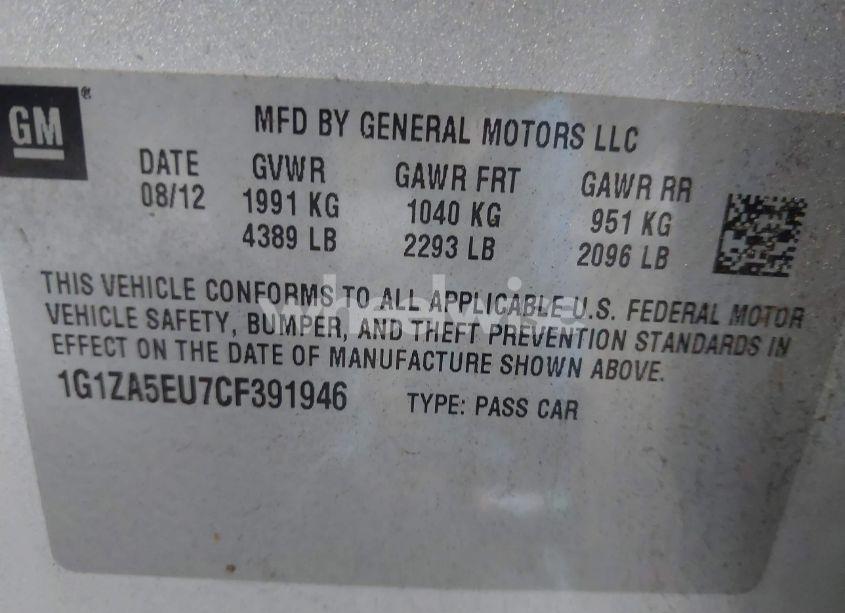 GM®
MFD BY GENERAL MOTORS LLC
DATE GVWR GAWR FRT GAWR RR
08/12 1991 KG 1040 KG 951 KG
4389 LB 2293 LB 2096 LB
THIS VEHICLE CONFORMS TO ALL APPLICABLE U.S. FEDERAL MOTOR
VEHICLE SAFETY, BUMPER, AND THEFT PREVENTION STANDARDS IN
EFFECT ON THE DATE OF MANUFACTURE SHOWN ABOVE.
1G1ZA5EU7CF391946 TYPE: PASS CAR
wheelwise